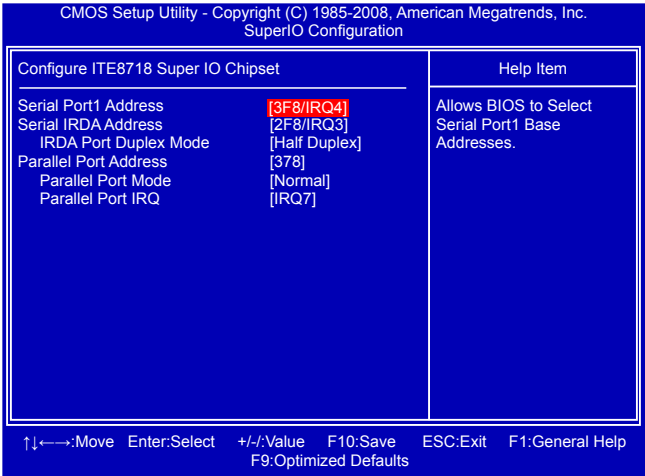 CMOS Setup Utility - Copyright (C) 1985-2008, American Megatrends, Inc.
SuperIO Configuration
Configure ITE8718 Super IO Chipset
Help Item
Serial Port1 Address [3F8/IRQ4]
Serial IRDA Address [2F8/IRQ3]
IRDA Port Duplex Mode [Half Duplex]
Parallel Port Address [378]
Parallel Port Mode [Normal]
Parallel Port IRQ [IRQ7]
Allows BIOS to Select
Serial Port1 Base
Addresses.
↑↓←→:Move Enter:Select +/-/:Value F10:Save ESC:Exit F1:General Help
F9:Optimized Defaults